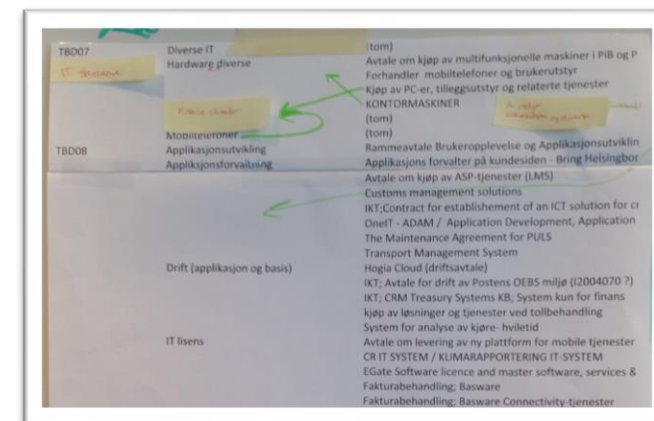 TBD07 Diverse IT (tom)
Hardware diverse Avtale om kjøp av multifunksjonelle maskiner i PiB og P
Forhandler mobiltelefoner og brukerutstyr
Kjøp av PC-er, tilleggsutstyr og relaterte tjenester
KONTORMASKINER
(tom)
Mobiltelefoner (tom)
TBD08 Applikasjonsutvikling Rammeavtale Brukeropplevelse og Applikasjonsutviklin
Appliksjonsforvaltning Applikasjons forvalter på kundesiden - Bring Helsingbor
Avtale om kjøp av ASP-tjenester (LMS)
Customs management solutions
IKT;Contract for establishement of an ICT solution for cr
OneIT - ADAM / Application Development, Application
The Maintenance Agreement for PULS
Transport Management System
Drift (applikasjon og basis) Hogia Cloud (driftsavtale)
IKT; Avtale for drift av Postens OEBS miljø (I2004070 ?)
IKT; CRM Treasury Systems KB; System kun for finans
kjøp av løsninger og tjenester ved tollbehandling
System for analyse av kjøre- hviletid
IT lisens Avtale om levering av ny plattform for mobile tjenester
CR IT SYSTEM / KLIMARAPPORTERING IT-SYSTEM
EGate Software licence and master software, services &
Fakturabehandling; Basware
Fakturabehandling; Basware Connectivity-tjenester